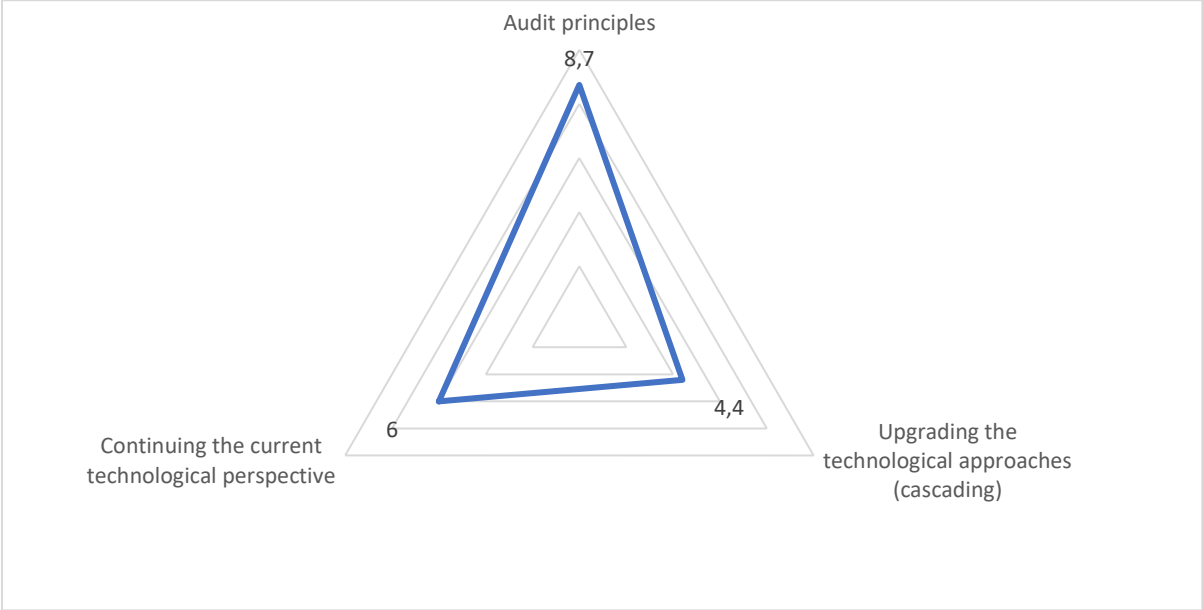 Audit principles
8,7
4,4
6
Continuing the current
technological perspective
Upgrading the
technological approaches
(cascading)